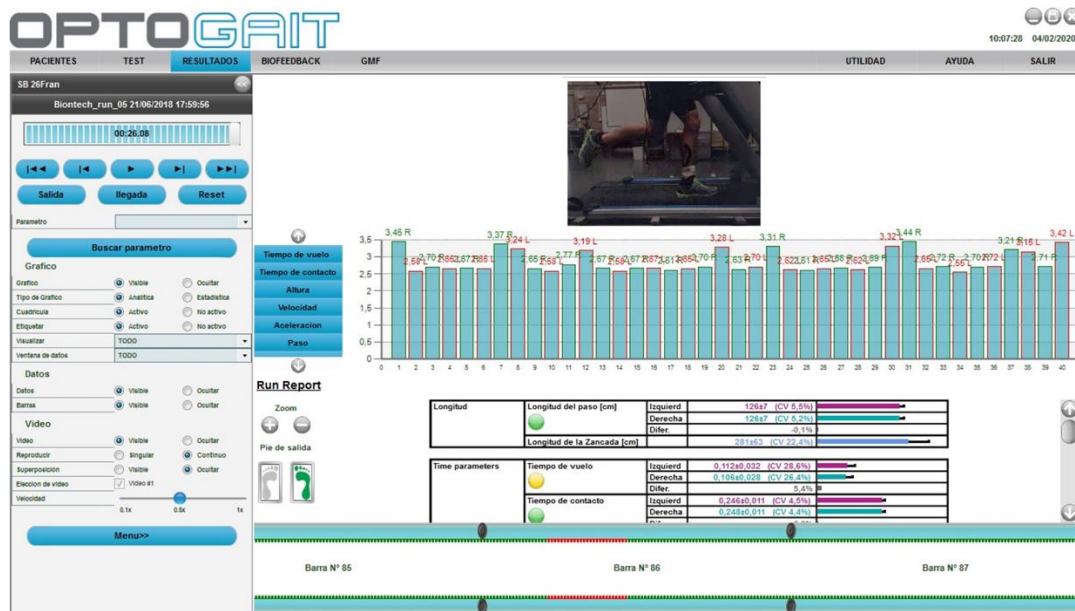 OPTOGAIT
10:07:28 04/02/2020
PACIENTES TEST RESULTADOS BIOFEEDBACK GMF UTILIDAD AYUDA SALIR
SB 26Fran
Biontech_run_05 21/06/2018 17:59:56
00:26.08
Salida llegada Reset
Parametro
Buscar parametro
Grafico
Grafico Visible Ocultar
Tipo de Grafico Analitica Estadistica
Cuadricula Activo No activo
Etiquetar Activo No activo
Visualizar TODO
Ventana de datos TODO
Datos
Datos Visible Ocultar
Barras Visible Ocultar
Video
Video Visible Ocultar
Reproducir Singular Continuo
Superposición Visible Ocultar
Eleccion de video Video #1
Velocidad
0.1x 0.5x 1x
Menu>>
Tiempo de vuelo
Tiempo de contacto
Altura
Velocidad
Aceleracion
Paso
3,46 R 3,37 R 3,24 L 3,19 L 3,28 L 3,31 R 3,32 L 3,44 R 3,21 R 3,15 L 3,42 L
3,5
3
2,5
2
1,5
1
0,5
0
0 1 2 3 4 5 6 7 8 9 10 11 12 13 14 15 16 17 18 19 20 21 22 23 24 25 26 27 28 29 30 31 32 33 34 35 36 37 38 39 40
Run Report
Zoom
Pie de salida
Longitud Longitud del paso [cm] Izquierd 126±7 (CV 5,5%)
Derecha 126±7 (CV 5,2%)
Difer. -0,1%
Longitud de la Zancada [cm] 281±63 (CV 22,4%)
Time parameters Tiempo de vuelo Izquierd 0,112±0,032 (CV 28,6%)
Derecha 0,106±0,028 (CV 26,4%)
Difer. 5,4%
Tiempo de contacto Izquierd 0,246±0,011 (CV 4,5%)
Derecha 0,248±0,011 (CV 4,4%)
Barra Nº 85 Barra Nº 86 Barra Nº 87